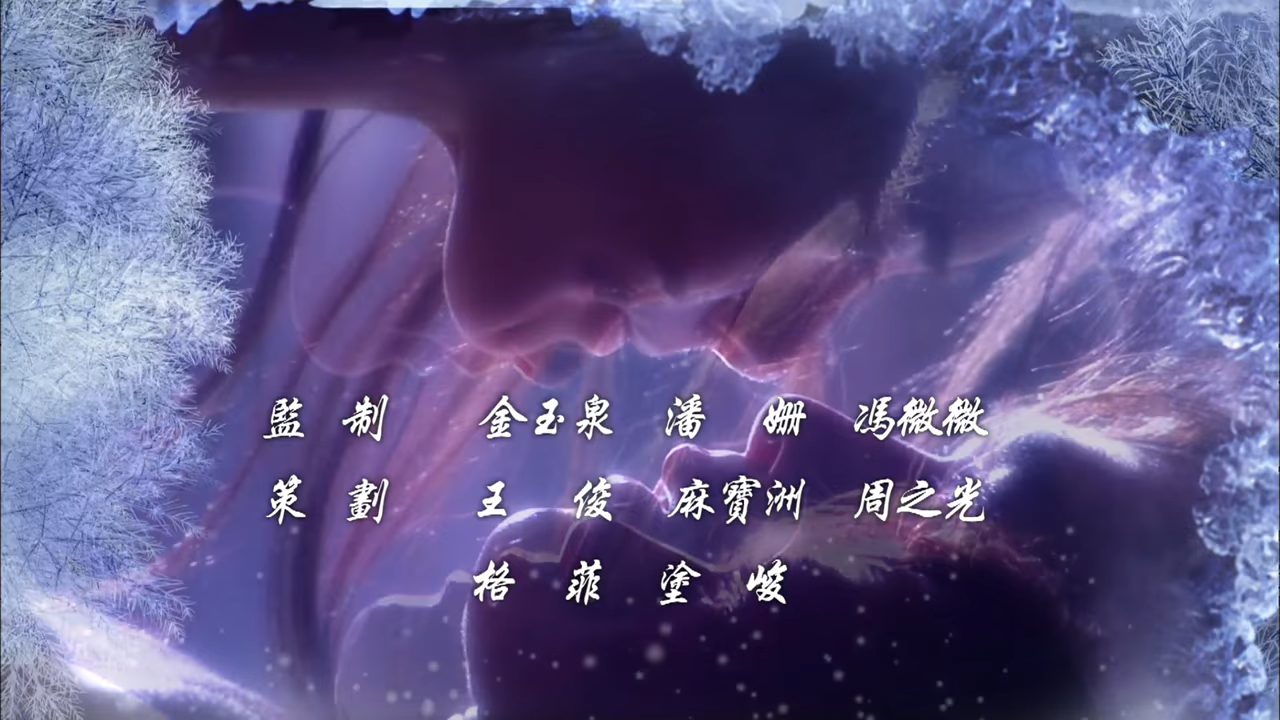 監制 金玉泉 潘姗 馮微微
策劃 王俊 麻寶洲 周之光
格菲 塗峻